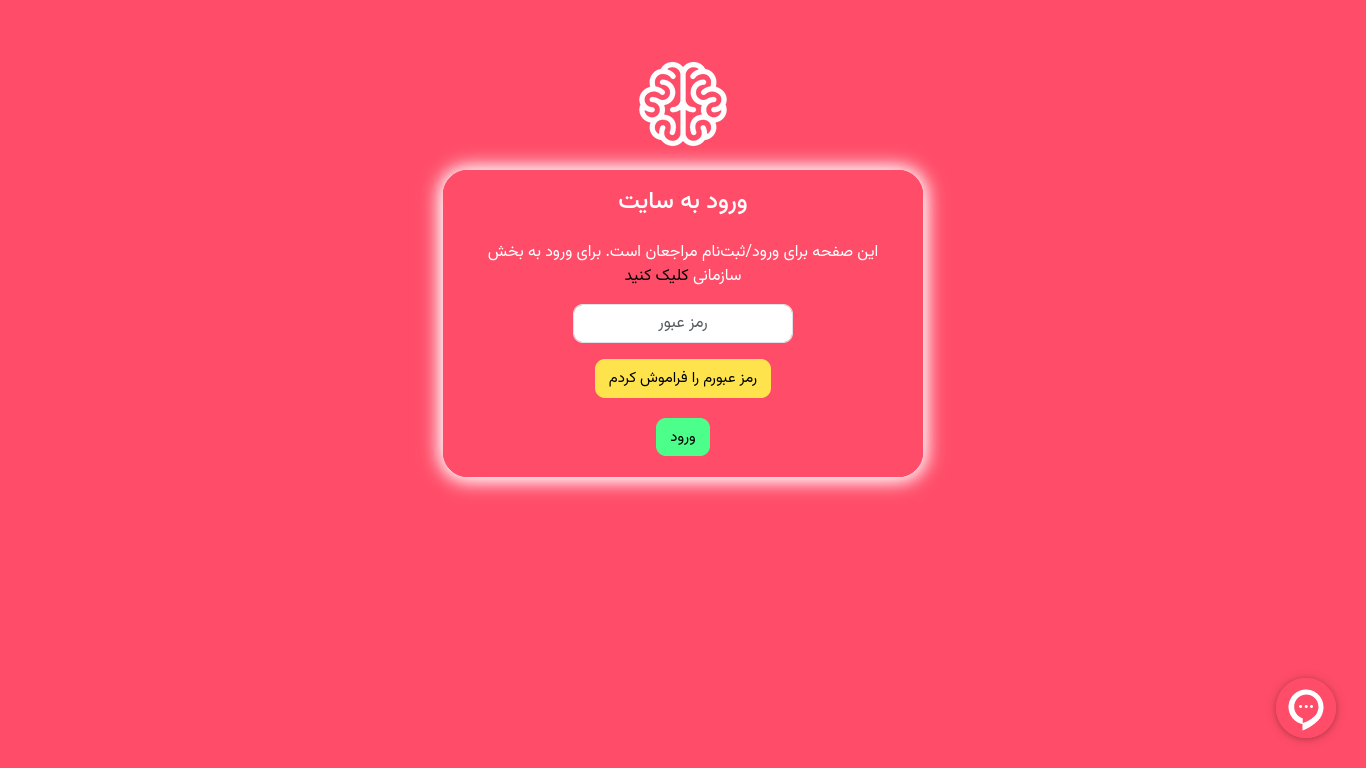 ورود به سایت
این صفحه برای ورود/ثبت‌نام مراجعان است. برای ورود به بخش
سازمانی کلیک کنید
رمز عبور
رمز عبورم را فراموش کردم
ورود